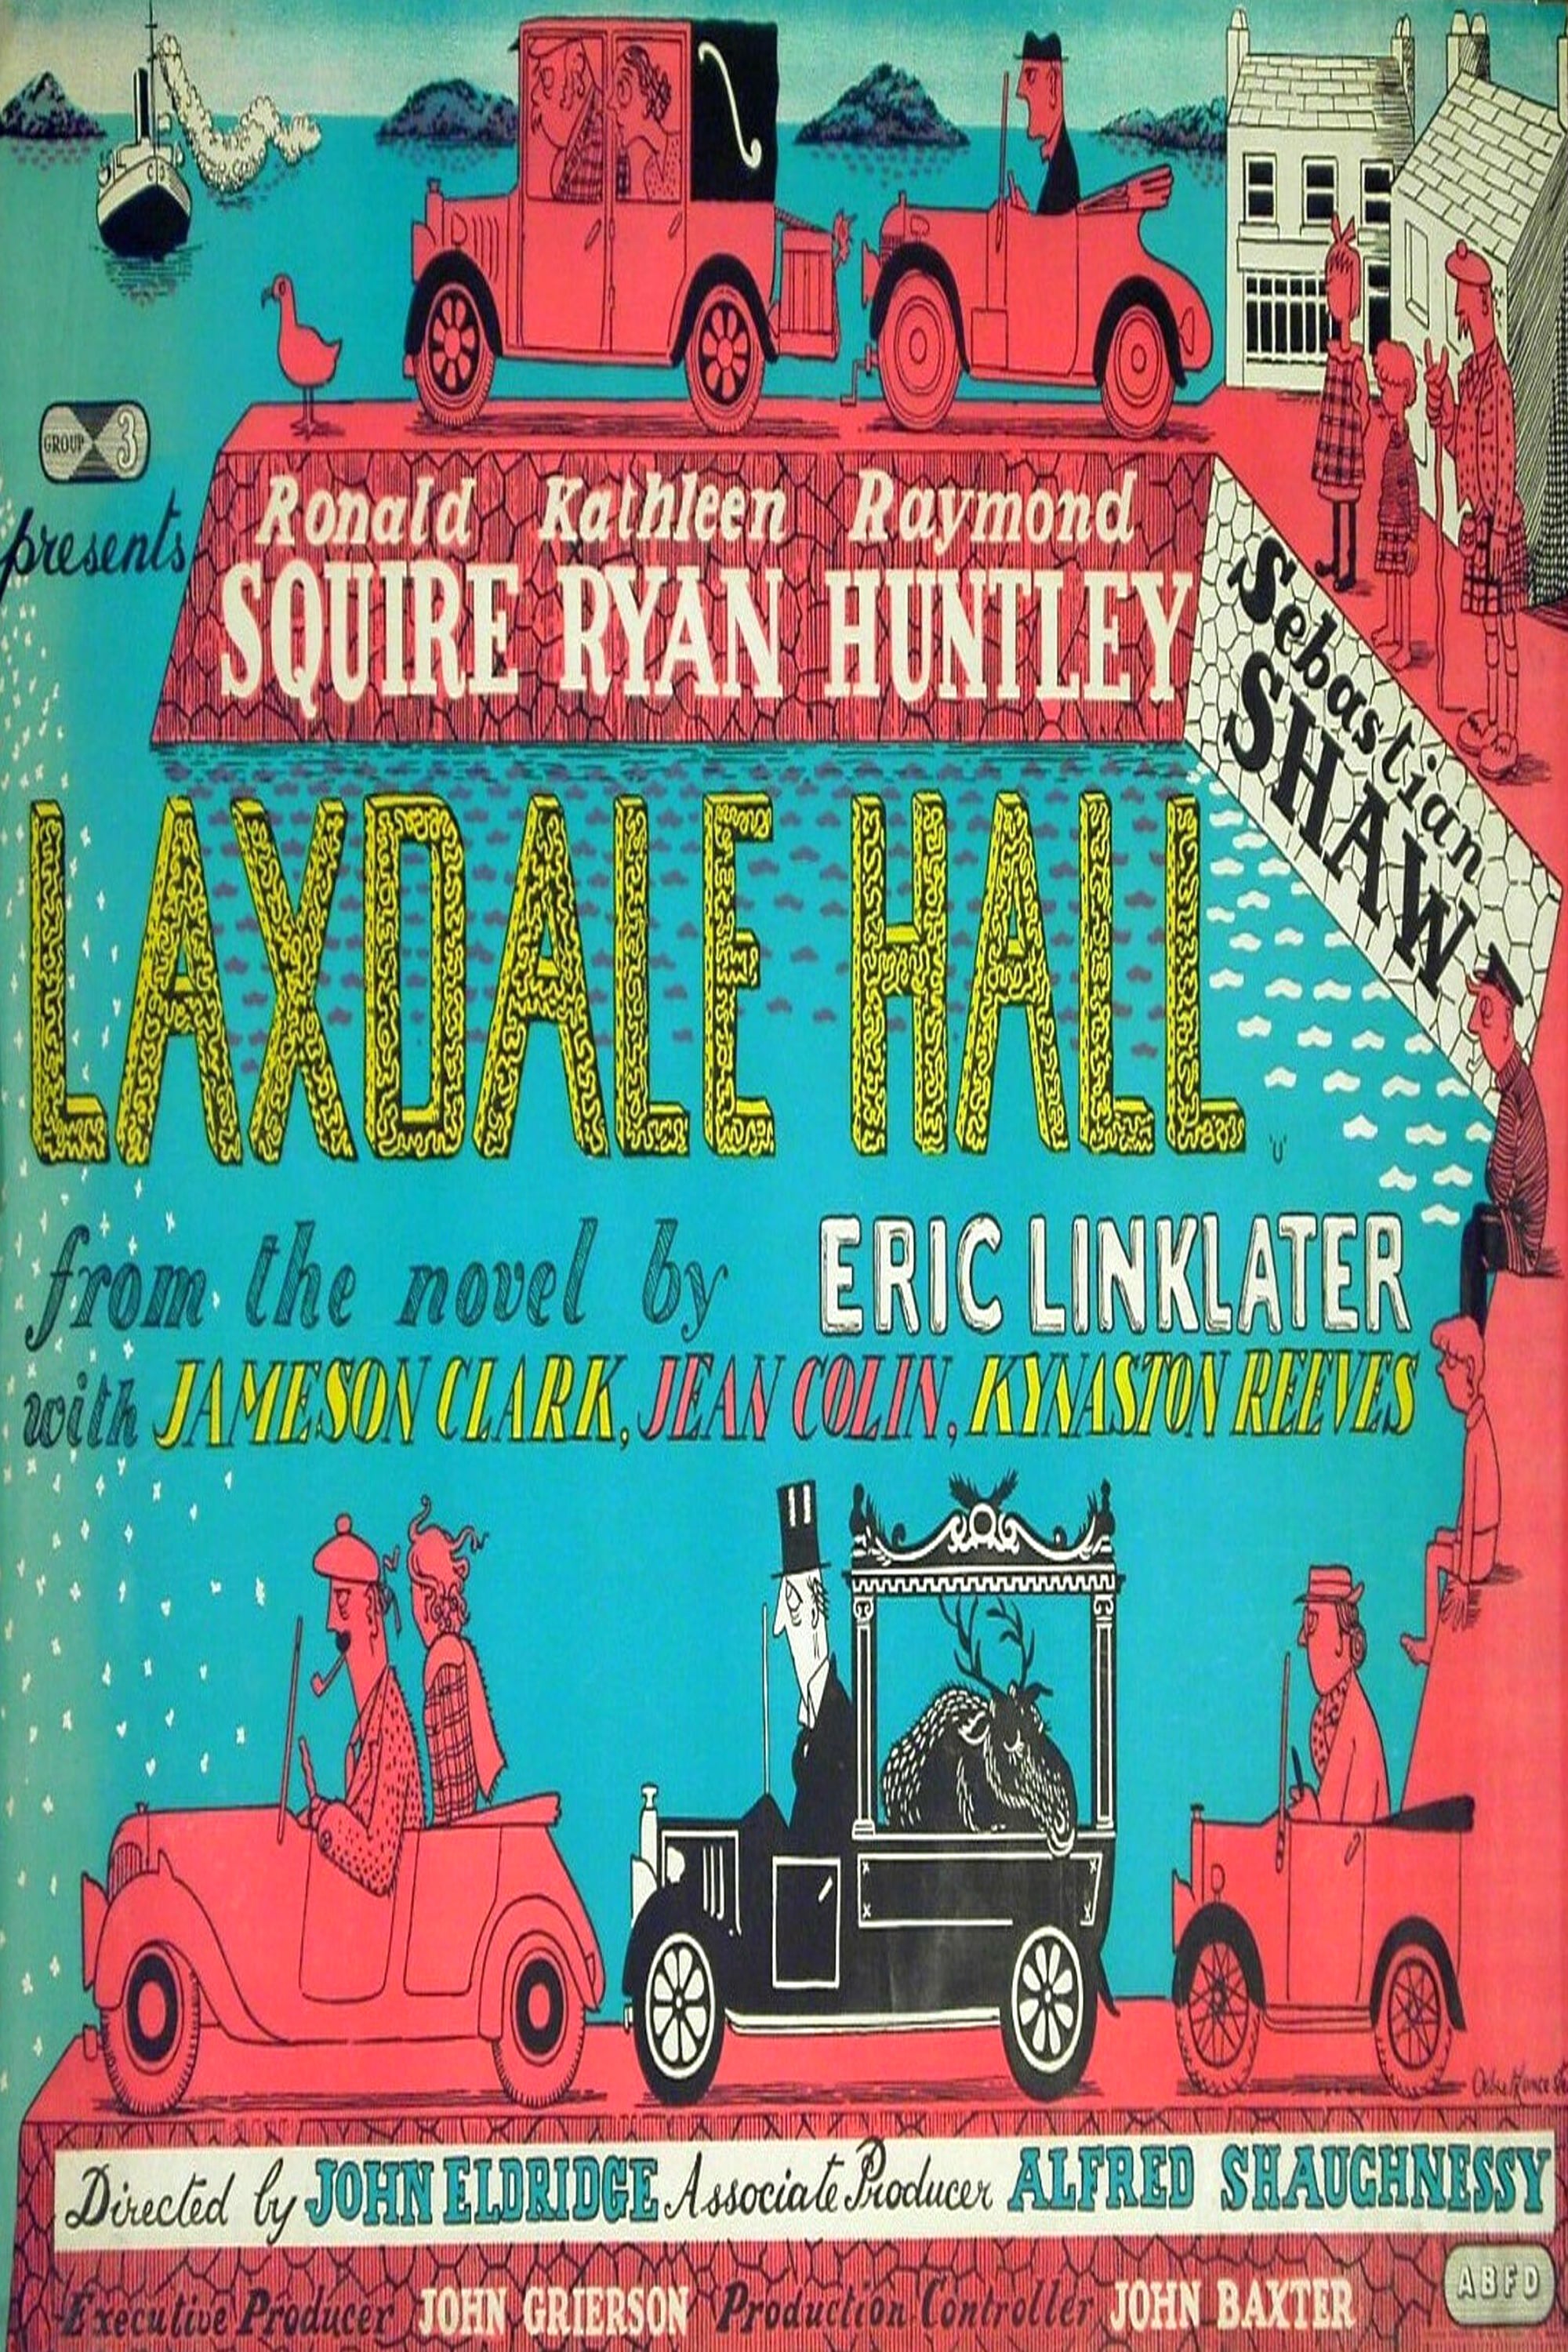 GROUP 3
presents
Ronald Kathleen Raymond
SQUIRE RYAN HUNTLEY
Sebastian
SHAW
LAXDALE HALL
'U'
from the novel by ERIC LINKLATER
with JAMESON CLARK, JEAN COLIN, KYNASTON REEVES
Directed by JOHN ELDRIDGE Associate Producer ALFRED SHAUGHNESSY
Executive Producer JOHN GRIERSON Production Controller JOHN BAXTER
ABFD